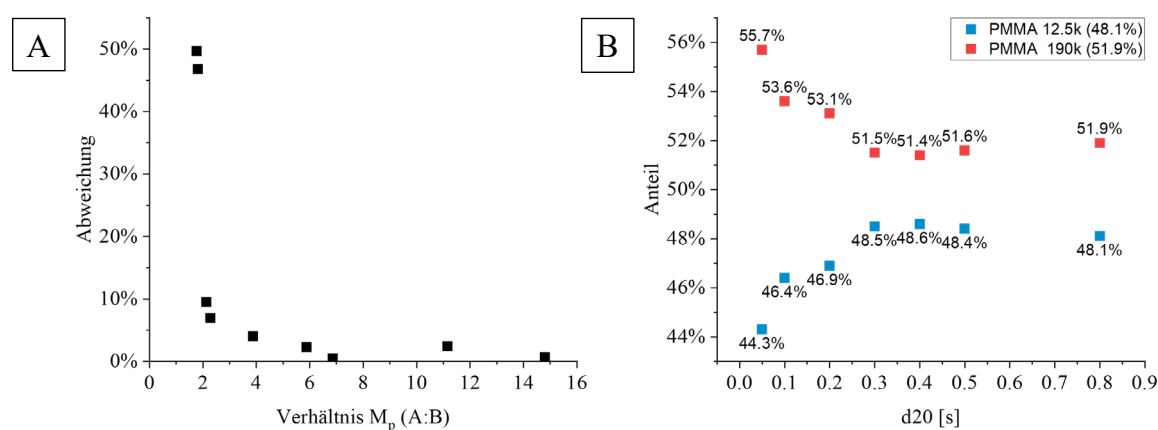 A
50%
40%
30%
20%
10%
0%
0 2 4 6 8 10 12 14 16
Abweichung
Verhältnis Mp (A:B)
B
PMMA 12.5k (48.1%)
PMMA 190k (51.9%)
56%
54%
52%
50%
48%
46%
44%
Anteil
55.7%
53.6%
53.1%
51.5%
51.4%
51.6%
51.9%
44.3%
46.4%
46.9%
48.5%
48.6%
48.4%
48.1%
0.0 0.1 0.2 0.3 0.4 0.5 0.6 0.7 0.8 0.9
d20 [s]